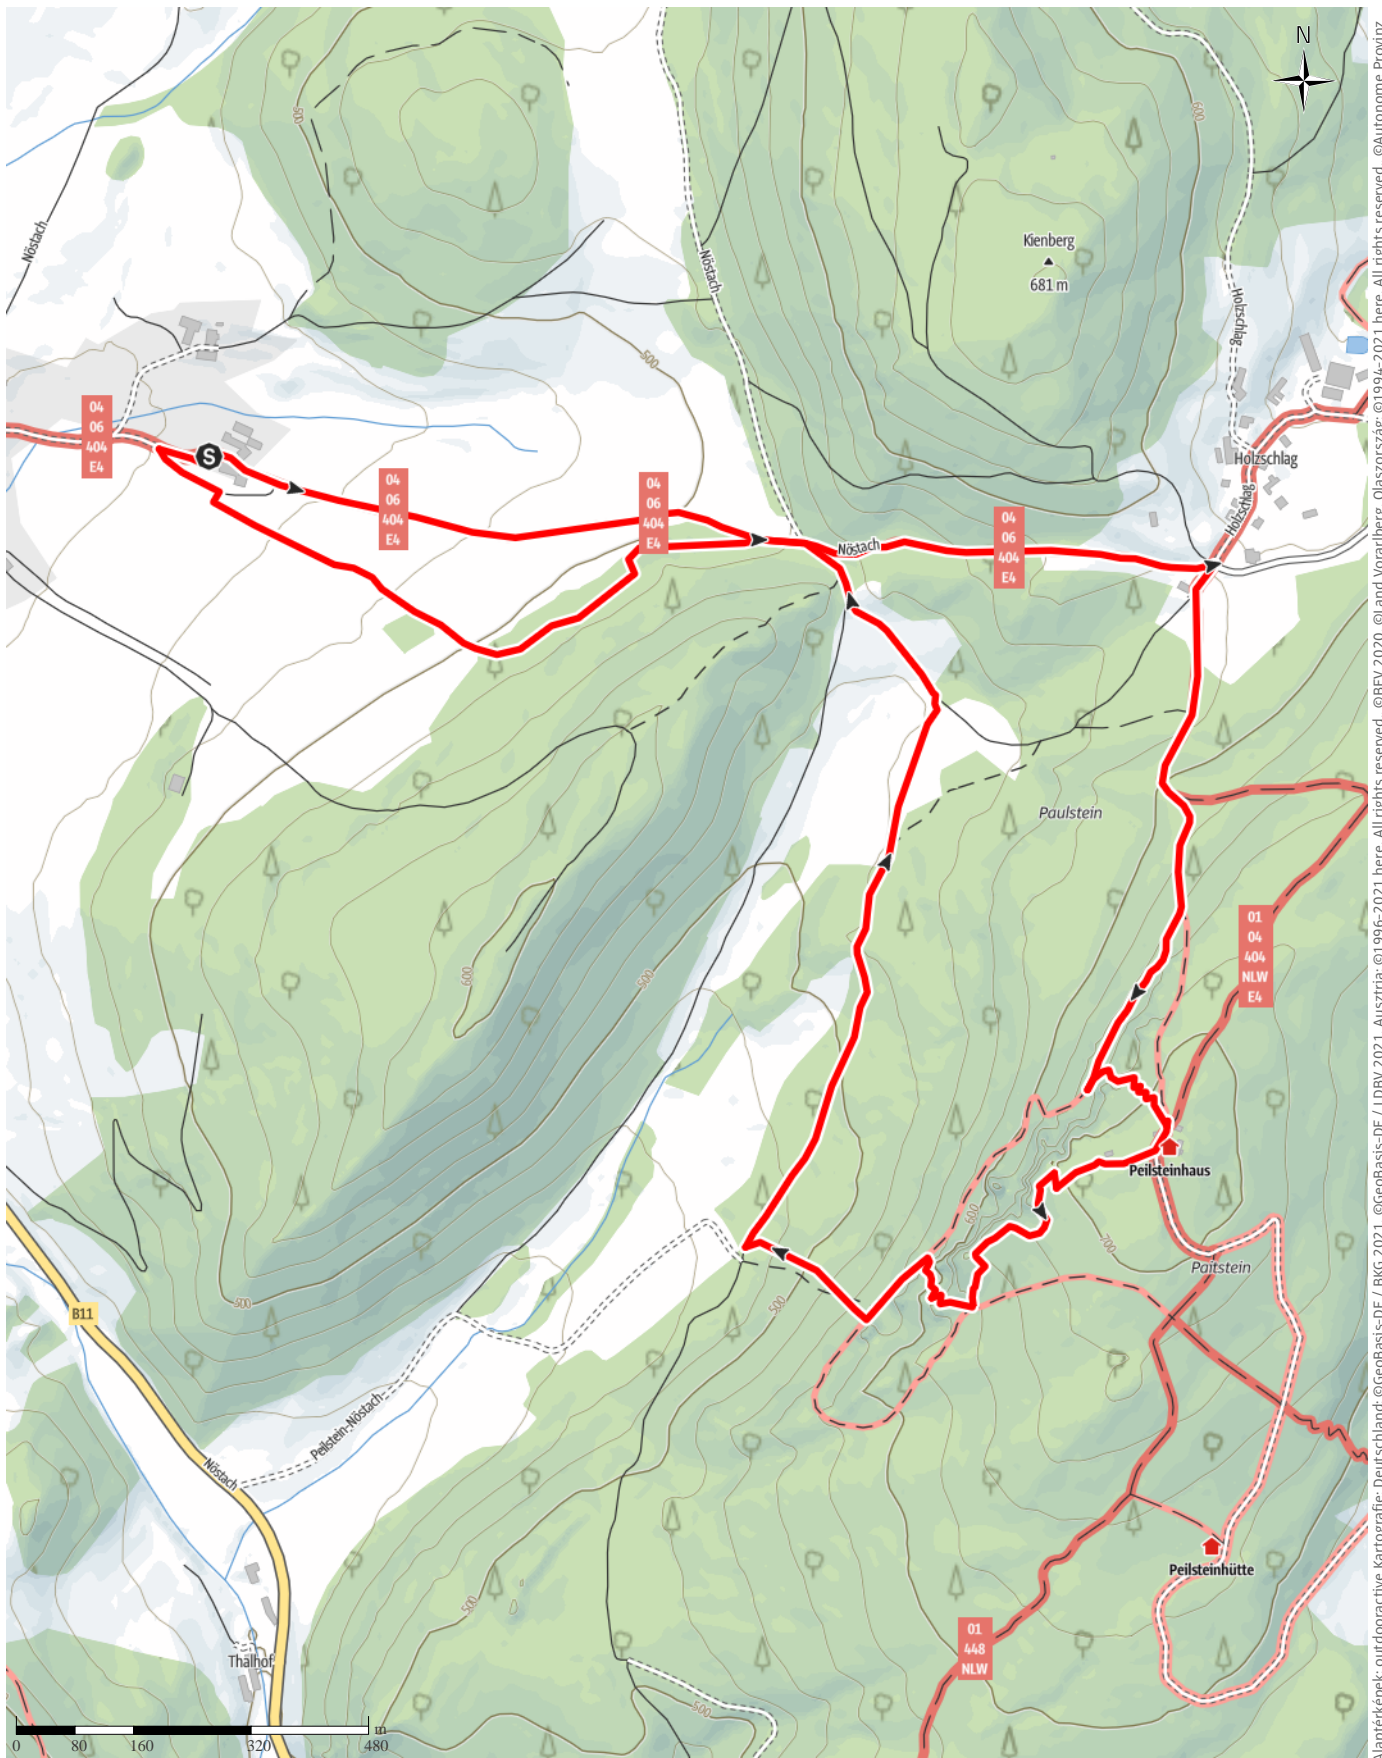 N
500
600
Nöstach
Nöstach
Kienberg
681 m
Holzschlag
500
04
06
404
E4
S
04
06
404
E4
04
06
404
E4
04
06
404
E4
Holzschlag
Holzschlag
Nöstach
Paulstein
01
04
404
NLW
E4
600
500
Peilsteinhaus
600
700
Paitstein
500
500
B11
Peilstein-Nöstach
Nöstach
500
Peilsteinhütte
01
448
NLW
Thalhof
500
m
0 80 160 320 480